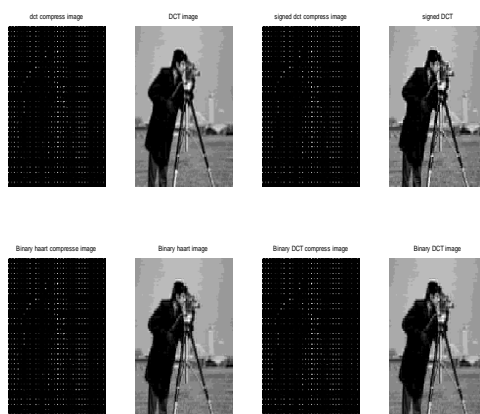 dct compress image
DCT image
signed dct compress image
signed DCT
Binary haart compresse image
Binary haart image
Binary DCT compress image
Binary DCT image